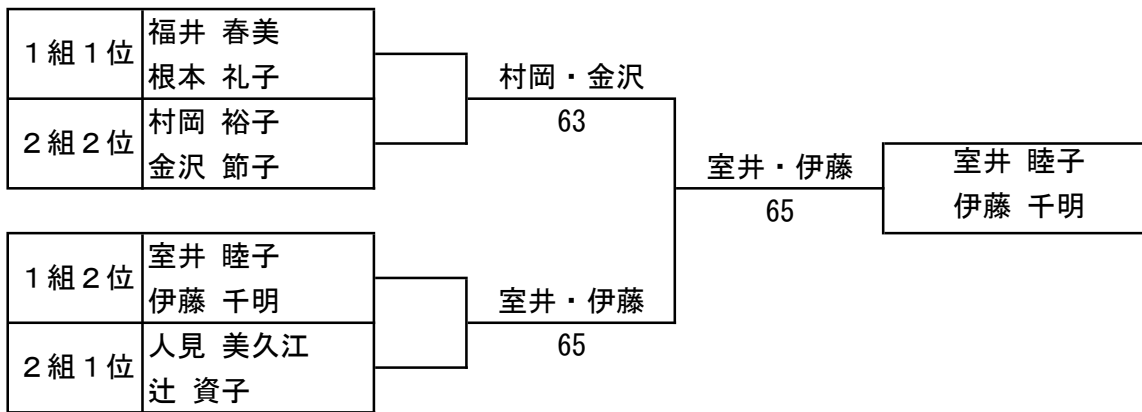 1組1位
福井 春美
根本 礼子
2組2位
村岡 裕子
金沢 節子
村岡・金沢
63
室井・伊藤
65
室井 睦子
伊藤 千明
1組2位
室井 睦子
伊藤 千明
2組1位
人見 美久江
辻 資子
室井・伊藤
65